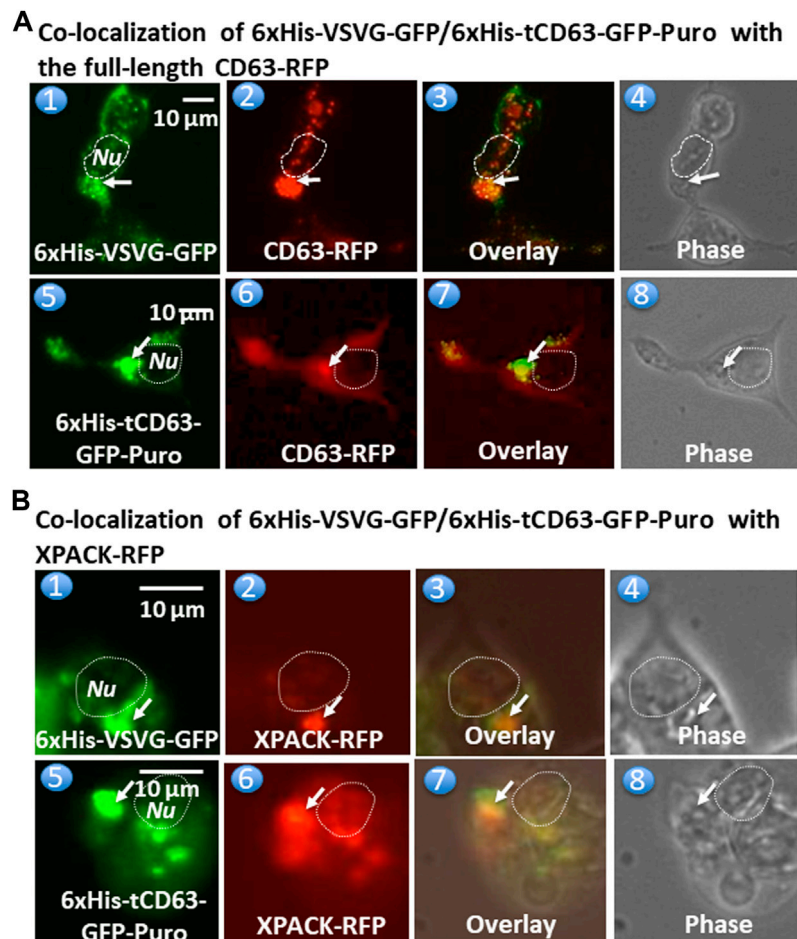 A Co-localization of 6xHis-VSVG-GFP/6xHis-tCD63-GFP-Puro with
the full-length CD63-RFP
1 2 3 4
10 µm
Nu
6xHis-VSVG-GFP CD63-RFP Overlay Phase
5 6 7 8
10 µm
Nu
6xHis-tCD63-
GFP-Puro CD63-RFP Overlay Phase
B Co-localization of 6xHis-VSVG-GFP/6xHis-tCD63-GFP-Puro with
XPACK-RFP
1 2 3 4
10 µm
Nu
6xHis-VSVG-GFP XPACK-RFP Overlay Phase
5 6 7 8
10 µm
Nu
6xHis-tCD63-
GFP-Puro XPACK-RFP Overlay Phase